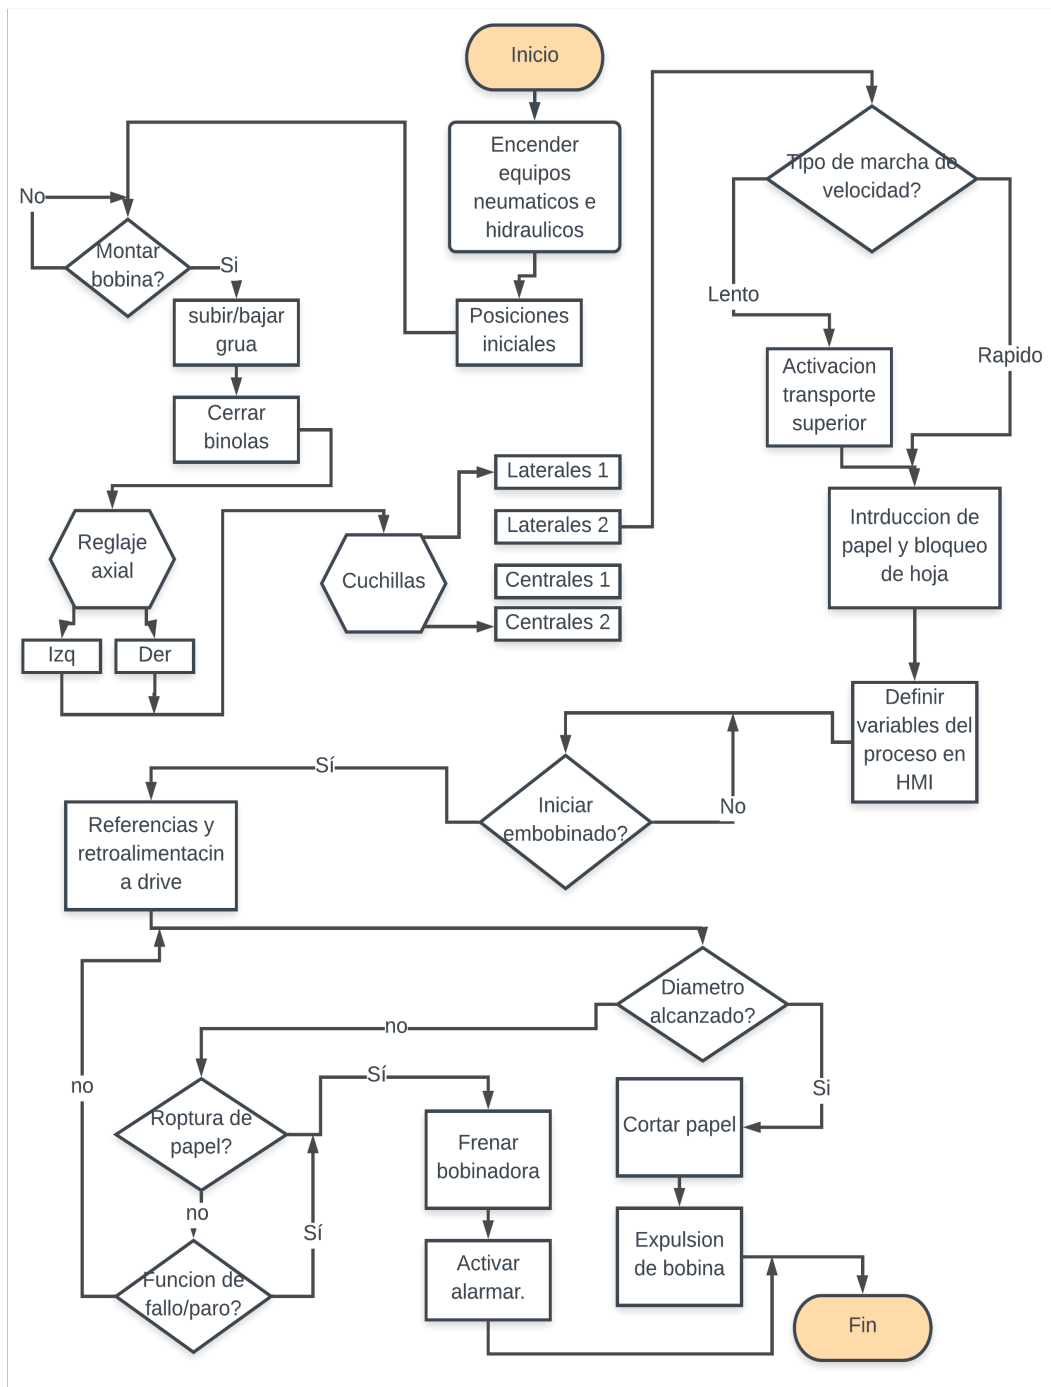 Inicio
Encender
equipos
neumaticos e
hidraulicos
Posiciones
iniciales
No
Montar
bobina?
Si
subir/bajar
grua
Cerrar
binolas
Reglaje
axial
Izq
Der
Cuchillas
Laterales 1
Laterales 2
Centrales 1
Centrales 2
Tipo de marcha de
velocidad?
Lento
Rapido
Activacion
transporte
superior
Intrduccion de
papel y bloqueo
de hoja
Definir
variables del
proceso en
HMI
Iniciar
embobinado?
No
Sí
Referencias y
retroalimentacin
a drive
Diametro
alcanzado?
no
Si
Roptura de
papel?
Sí
no
Funcion de
fallo/paro?
Sí
no
Frenar
bobinadora
Activar
alarmar.
Cortar papel
Expulsion
de bobina
Fin